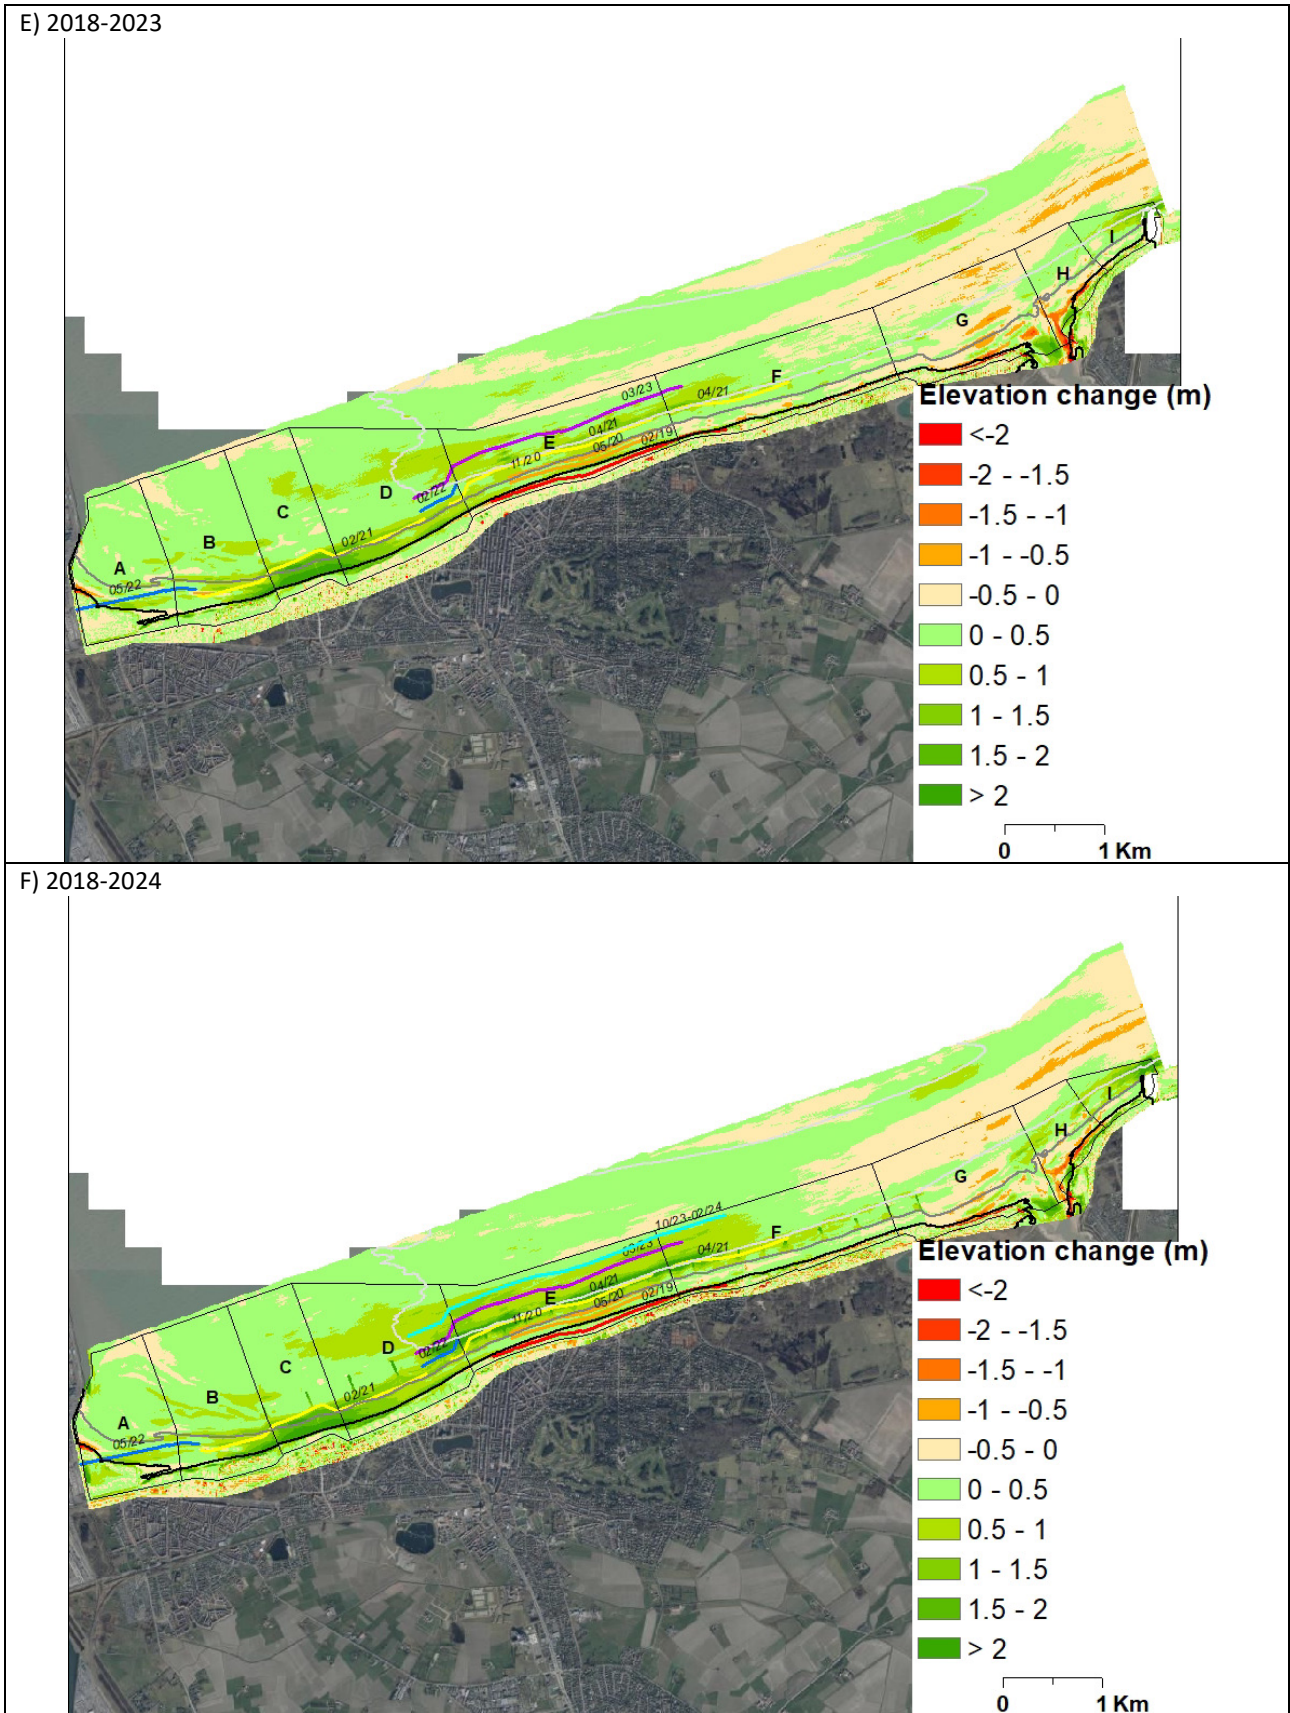 E) 2018-2023
I
H
G
F
03/23
04/21
04/21
E
05/20
02/19
11/20
D
02/22
C
02/21
B
A
05/22
Elevation change (m)
<-2
-2 - -1.5
-1.5 - -1
-1 - -0.5
-0.5 - 0
0 - 0.5
0.5 - 1
1 - 1.5
1.5 - 2
> 2
0 1 Km
F) 2018-2024
I
H
G
10/23-02/24
F
03/23
04/21
04/21
E
05/20
02/19
11/20
D
02/22
C
02/21
B
A
05/22
Elevation change (m)
<-2
-2 - -1.5
-1.5 - -1
-1 - -0.5
-0.5 - 0
0 - 0.5
0.5 - 1
1 - 1.5
1.5 - 2
> 2
0 1 Km